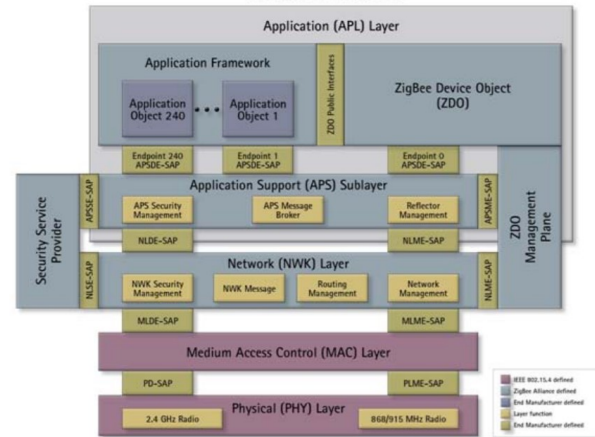 Application (APL) Layer
Application Framework
ZDO Public Interfaces
ZigBee Device Object
(ZDO)
Application
Object 240
...
Application
Object 1
Endpoint 240
APSDE-SAP
Endpoint 1
APSDE-SAP
Endpoint 0
APSDE-SAP
Security Service
Provider
APSSE-SAP
Application Support (APS) Sublayer
APS Security
Management
APS Message
Broker
Reflector
Management
APSME-SAP
ZDO
Management
Plane
NLDE-SAP
NLME-SAP
NLSE-SAP
Network (NWK) Layer
NWK Security
Management
NWK Message
Routing
Management
Network
Management
NLME-SAP
MLDE-SAP
MLME-SAP
Medium Access Control (MAC) Layer
PD-SAP
PLME-SAP
Physical (PHY) Layer
2.4 GHz Radio
868/915 MHz Radio
IEEE 802.15.4 defined
ZigBee Alliance defined
End Manufacturer defined
Layer function
End Manufacturer defined